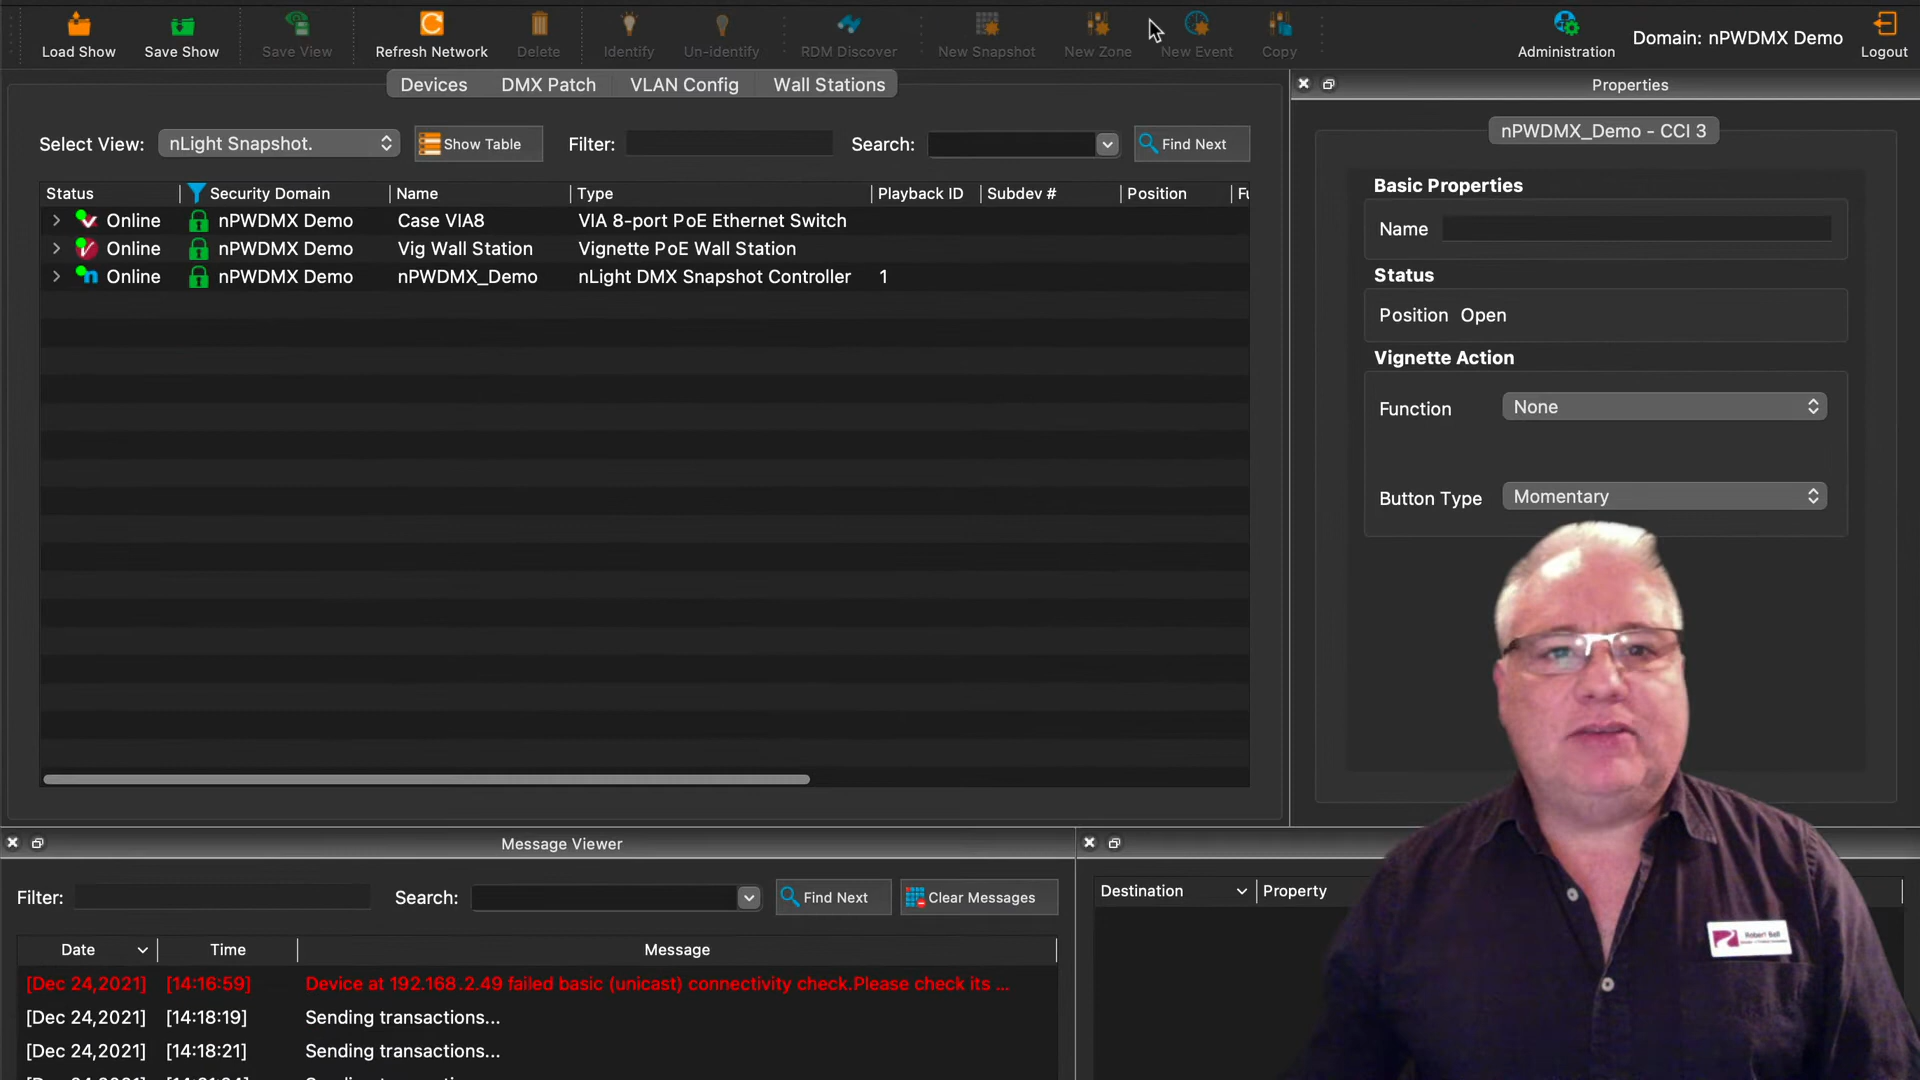 Load Show
Save Show
Save View
Refresh Network
Delete
Identify
Un-identify
RDM Discover
New Snapshot
New Zone
New Event
Copy
Administration
Domain: nPWDMX Demo
Logout
Devices
DMX Patch
VLAN Config
Wall Stations
Properties
Select View: nLight Snapshot.
Show Table
Filter:
Search:
Find Next
nPWDMX_Demo - CCI 3
Status Security Domain Name Type Playback ID Subdev # Position Fu
Online nPWDMX Demo Case VIA8 VIA 8-port PoE Ethernet Switch
Online nPWDMX Demo Vig Wall Station Vignette PoE Wall Station
Online nPWDMX Demo nPWDMX_Demo nLight DMX Snapshot Controller 1
Basic Properties
Name
Status
Position Open
Vignette Action
Function None
Button Type Momentary
Message Viewer
Filter:
Search:
Find Next
Clear Messages
Destination Property
Date Time Message
[Dec 24,2021] [14:16:59] Device at 192.168.2.49 failed basic (unicast) connectivity check.Please check its ...
[Dec 24,2021] [14:18:19] Sending transactions...
[Dec 24,2021] [14:18:21] Sending transactions...
Robert Bell